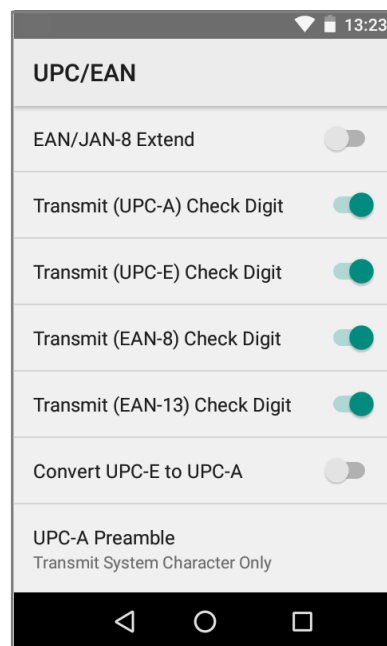 13:23
UPC/EAN
EAN/JAN-8 Extend
Transmit (UPC-A) Check Digit
Transmit (UPC-E) Check Digit
Transmit (EAN-8) Check Digit
Transmit (EAN-13) Check Digit
Convert UPC-E to UPC-A
UPC-A Preamble
Transmit System Character Only